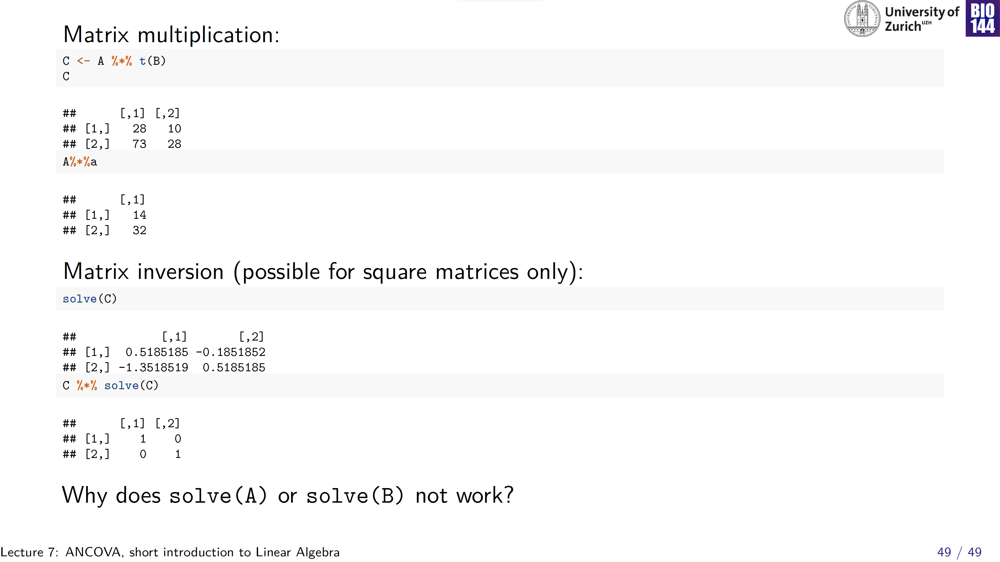 University of
Zurich UZH
BIO
144
Matrix multiplication:
C <- A %*% t(B)
C
##      [,1] [,2]
## [1,]   28   10
## [2,]   73   28
A%*%a
##      [,1]
## [1,]   14
## [2,]   32
Matrix inversion (possible for square matrices only):
solve(C)
##            [,1]       [,2]
## [1,]  0.5185185 -0.1851852
## [2,] -1.3518519  0.5185185
C %*% solve(C)
##      [,1] [,2]
## [1,]    1    0
## [2,]    0    1
Why does solve(A) or solve(B) not work?
Lecture 7: ANCOVA, short introduction to Linear Algebra
49 / 49